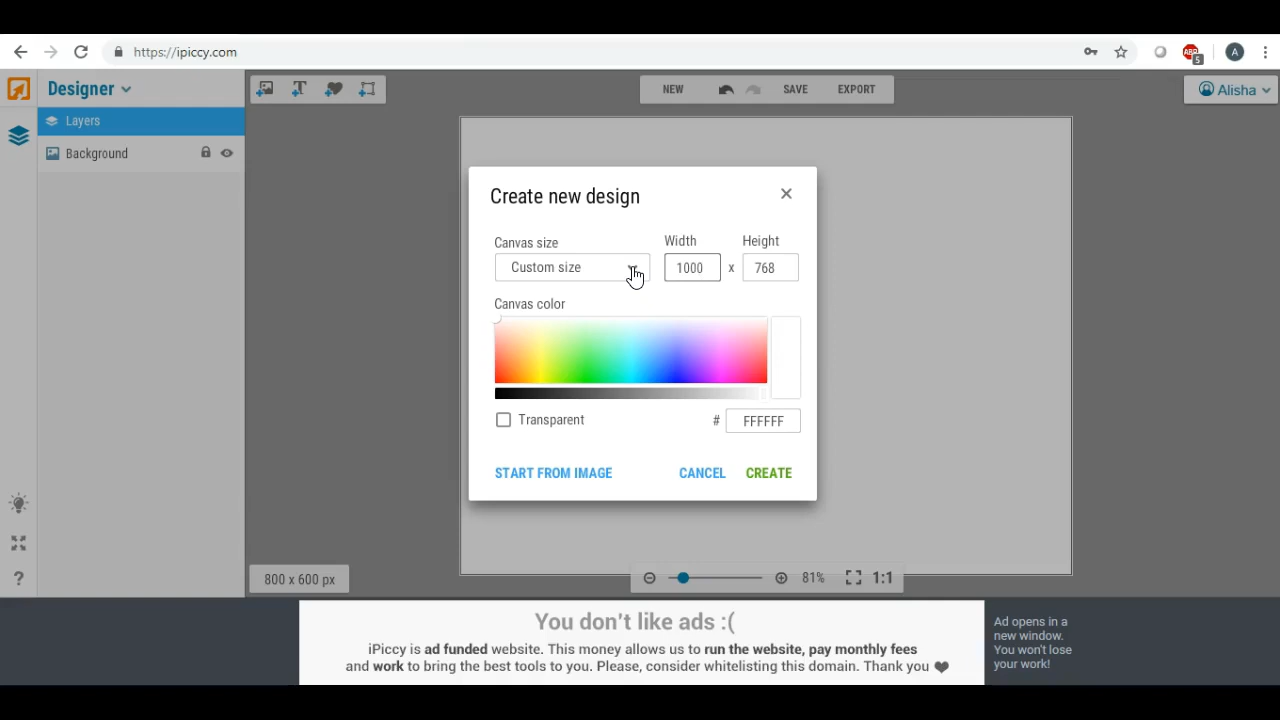 https://ipiccy.com
ABP
5
A
Designer
NEW
SAVE
EXPORT
Alisha
Layers
Background
Create new design
Canvas size
Width
Height
Custom size
1000
x
768
Canvas color
Transparent
#
FFFFFF
START FROM IMAGE
CANCEL
CREATE
?
800 x 600 px
81%
1:1
You don't like ads :(
iPiccy is ad funded website. This money allows us to run the website, pay monthly fees
and work to bring the best tools to you. Please, consider whitelisting this domain. Thank you ❤
Ad opens in a
new window.
You won't lose
your work!